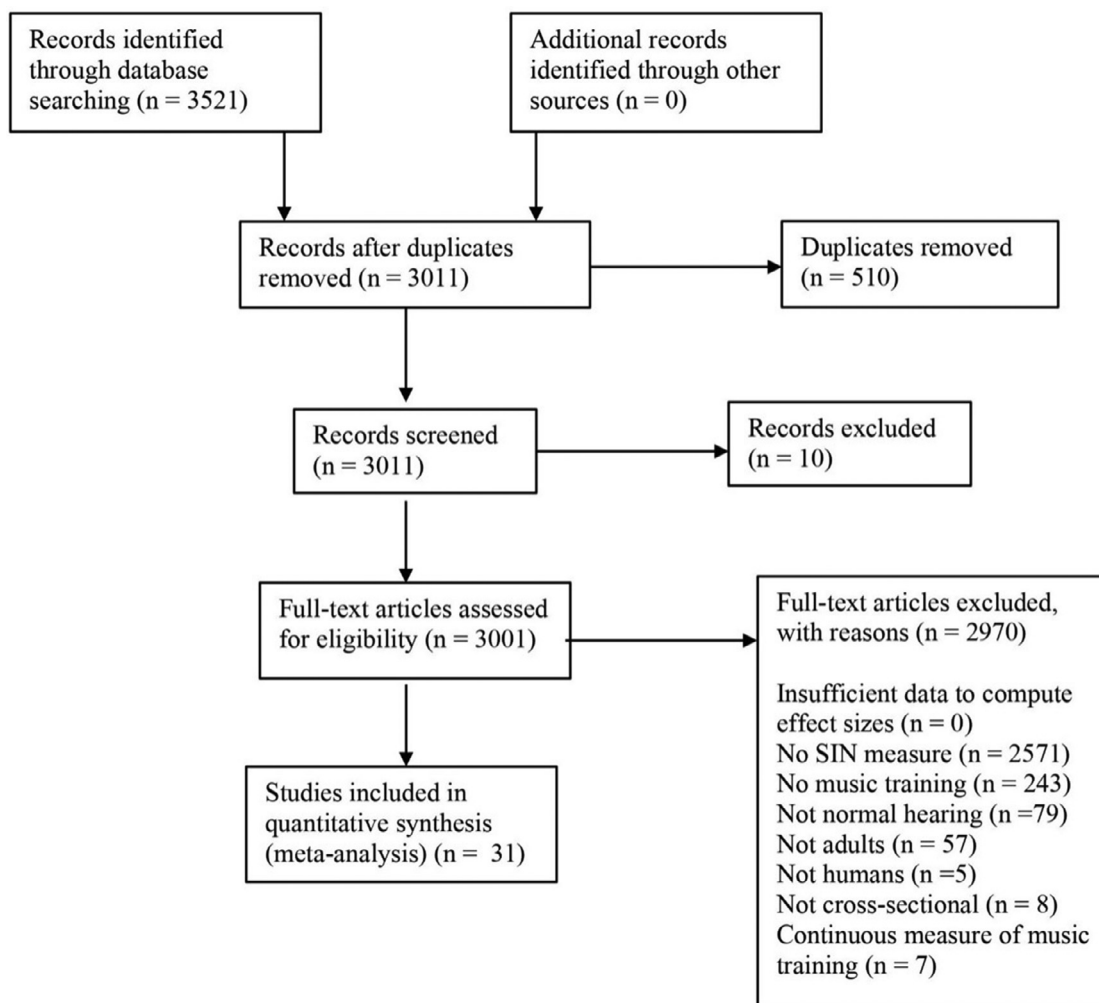 Records identified
through database
searching (n = 3521)
Additional records
identified through other
sources (n = 0)
Records after duplicates
removed (n = 3011)
Duplicates removed
(n = 510)
Records screened
(n = 3011)
Records excluded
(n = 10)
Full-text articles assessed
for eligibility (n = 3001)
Full-text articles excluded,
with reasons (n = 2970)
Insufficient data to compute
effect sizes (n = 0)
No SIN measure (n = 2571)
No music training (n = 243)
Not normal hearing (n =79)
Not adults (n = 57)
Not humans (n =5)
Not cross-sectional (n = 8)
Continuous measure of music
training (n = 7)
Studies included in
quantitative synthesis
(meta-analysis) (n = 31)